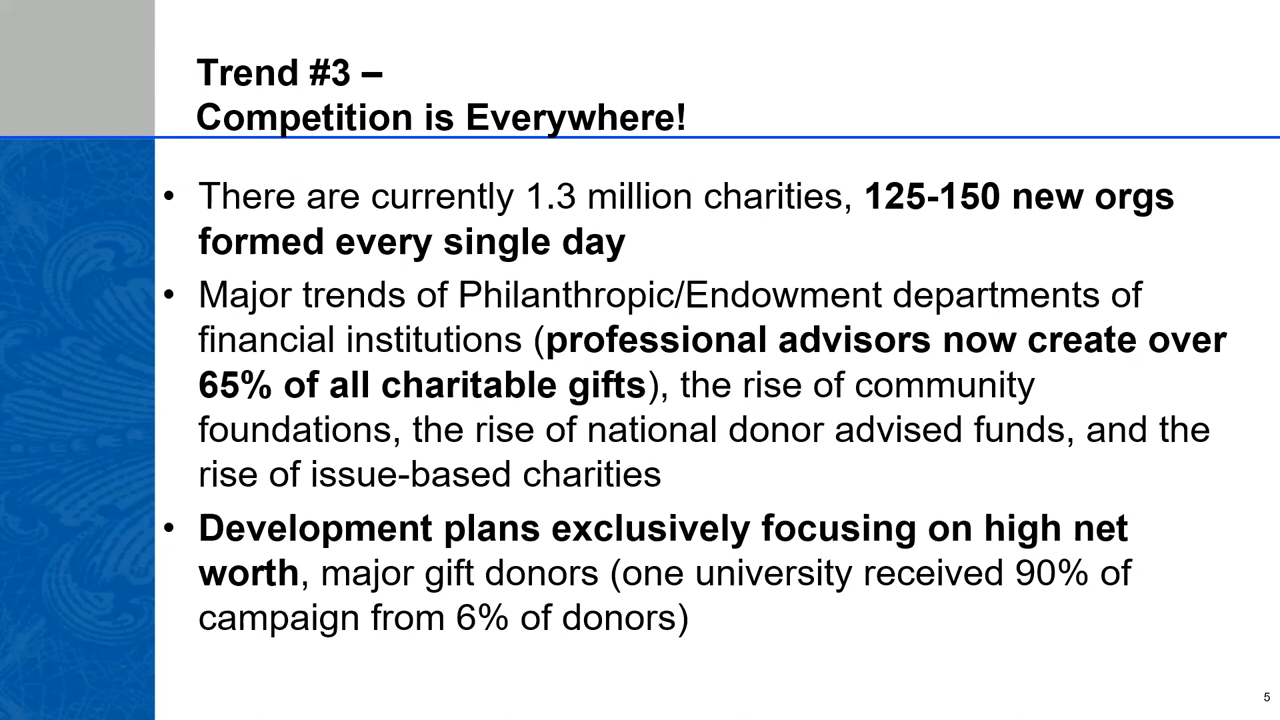 Trend #3 –
Competition is Everywhere!
• There are currently 1.3 million charities, 125-150 new orgs
formed every single day
• Major trends of Philanthropic/Endowment departments of
financial institutions (professional advisors now create over
65% of all charitable gifts), the rise of community
foundations, the rise of national donor advised funds, and the
rise of issue-based charities
• Development plans exclusively focusing on high net
worth, major gift donors (one university received 90% of
campaign from 6% of donors)
5